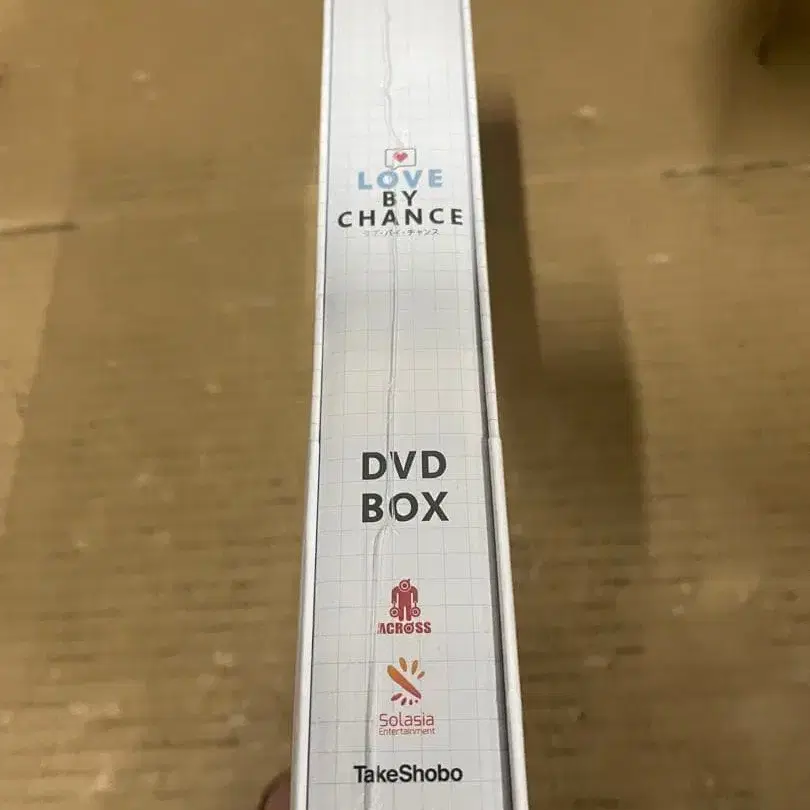 LOVE
BY
CHANCE
ラブ・バイ・チャンス
DVD
BOX
ACROSS
Solasia
Entertainment
TakeShobo